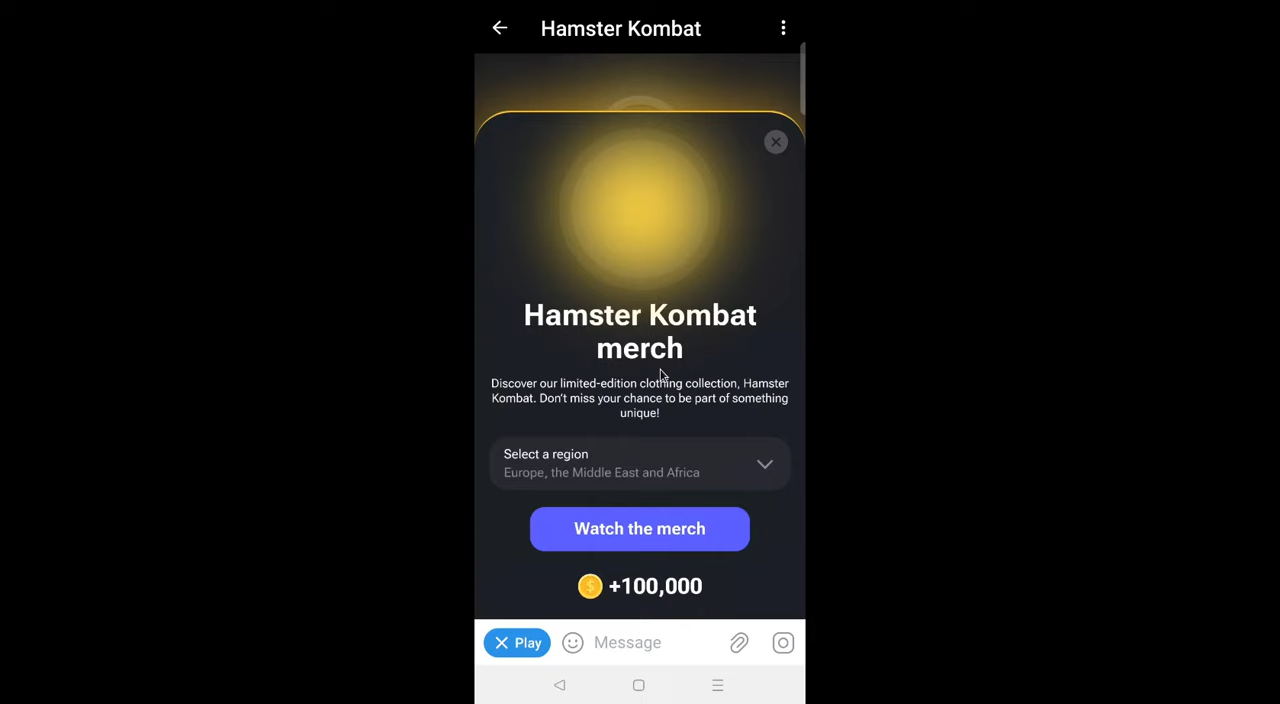 Hamster Kombat
Hamster Kombat
merch
Discover our limited-edition clothing collection, Hamster
Kombat. Don't miss your chance to be part of something
unique!
Select a region
Europe, the Middle East and Africa
Watch the merch
$ +100,000
Play
Message